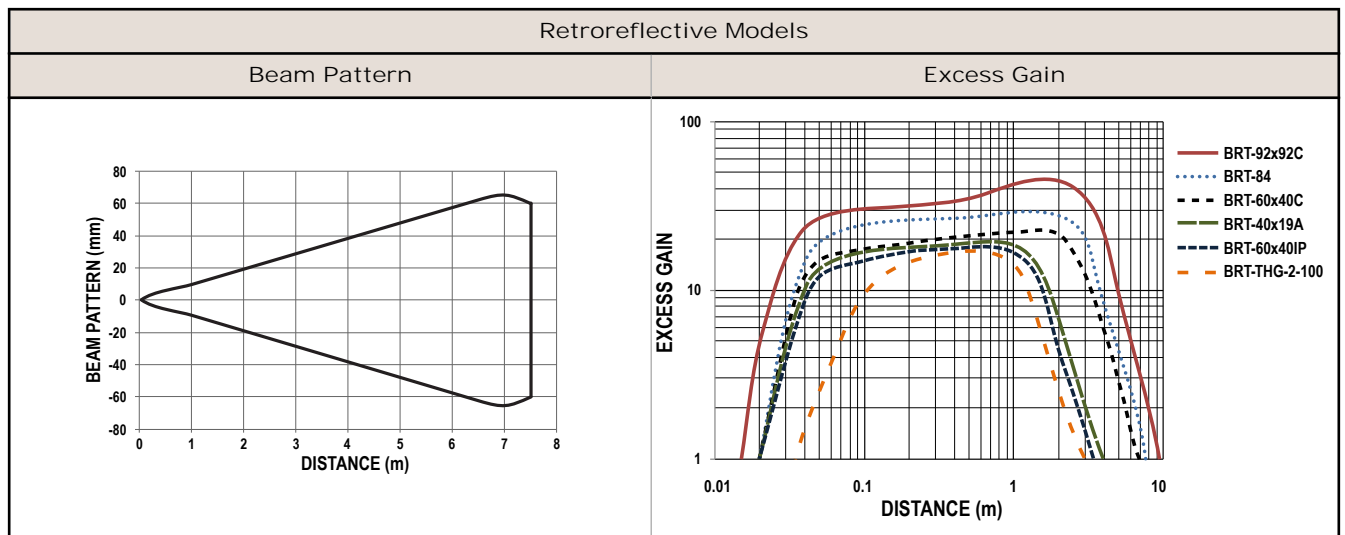 Retroreflective Models
Beam Pattern
Excess Gain
BEAM PATTERN (mm)
80
60
40
20
0
-20
-40
-60
-80
0 1 2 3 4 5 6 7 8
DISTANCE (m)
EXCESS GAIN
100
10
1
0.01 0.1 1 10
DISTANCE (m)
BRT-92x92C
BRT-84
BRT-60x40C
BRT-40x19A
BRT-60x40IP
BRT-THG-2-100